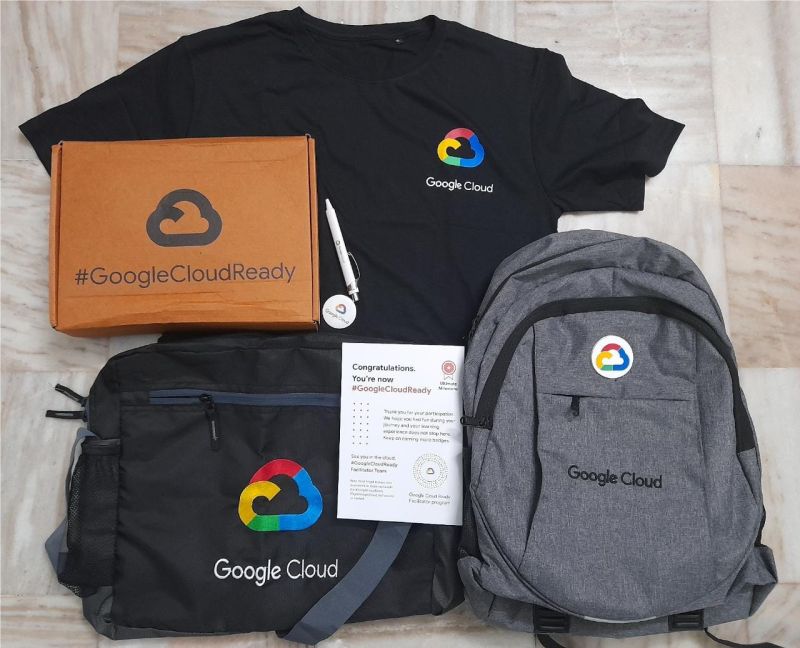 Google Cloud
#GoogleCloudReady
Google Cloud
Congratulations.
You're now
#GoogleCloudReady
Ultimate
Milestone
Thank you for your participation.
We hope you had fun during your
journey and your learning
experience does not stop here.
Keep on earning more badges.
See you in the cloud,
#GoogleCloudReady
Facilitator Team
Google Cloud Ready
Facilitator program
Google Cloud
Google Cloud